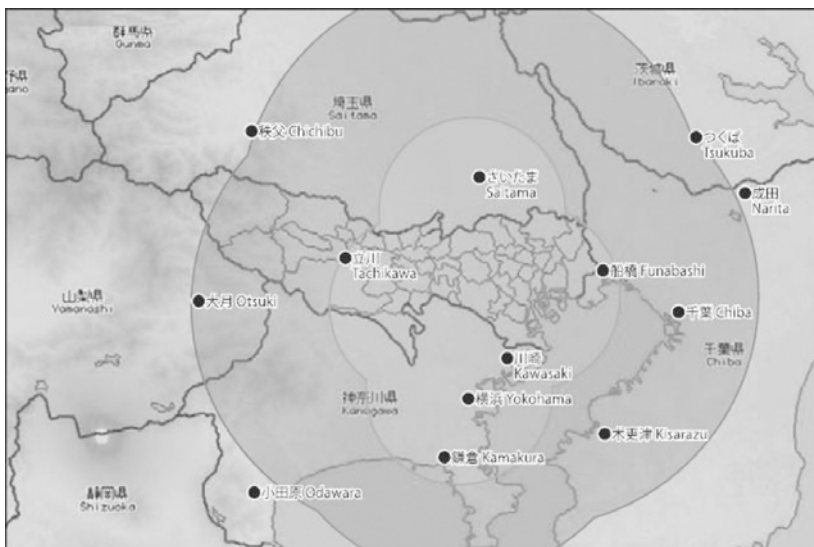 群馬県
Gunma
茨城県
Ibaraki
埼玉県
Saitama
秩父 Chichibu
つくば
Tsukuba
さいたま
Saitama
成田
Narita
立川
Tachikawa
船橋 Funabashi
山梨県
Yamanashi
大月 Otsuki
千葉 Chiba
千葉県
Chiba
川崎
Kawasaki
神奈川県
Kanagawa
横浜 Yokohama
木更津 Kisarazu
鎌倉 Kamakura
静岡県
Shizuoka
小田原 Odawara